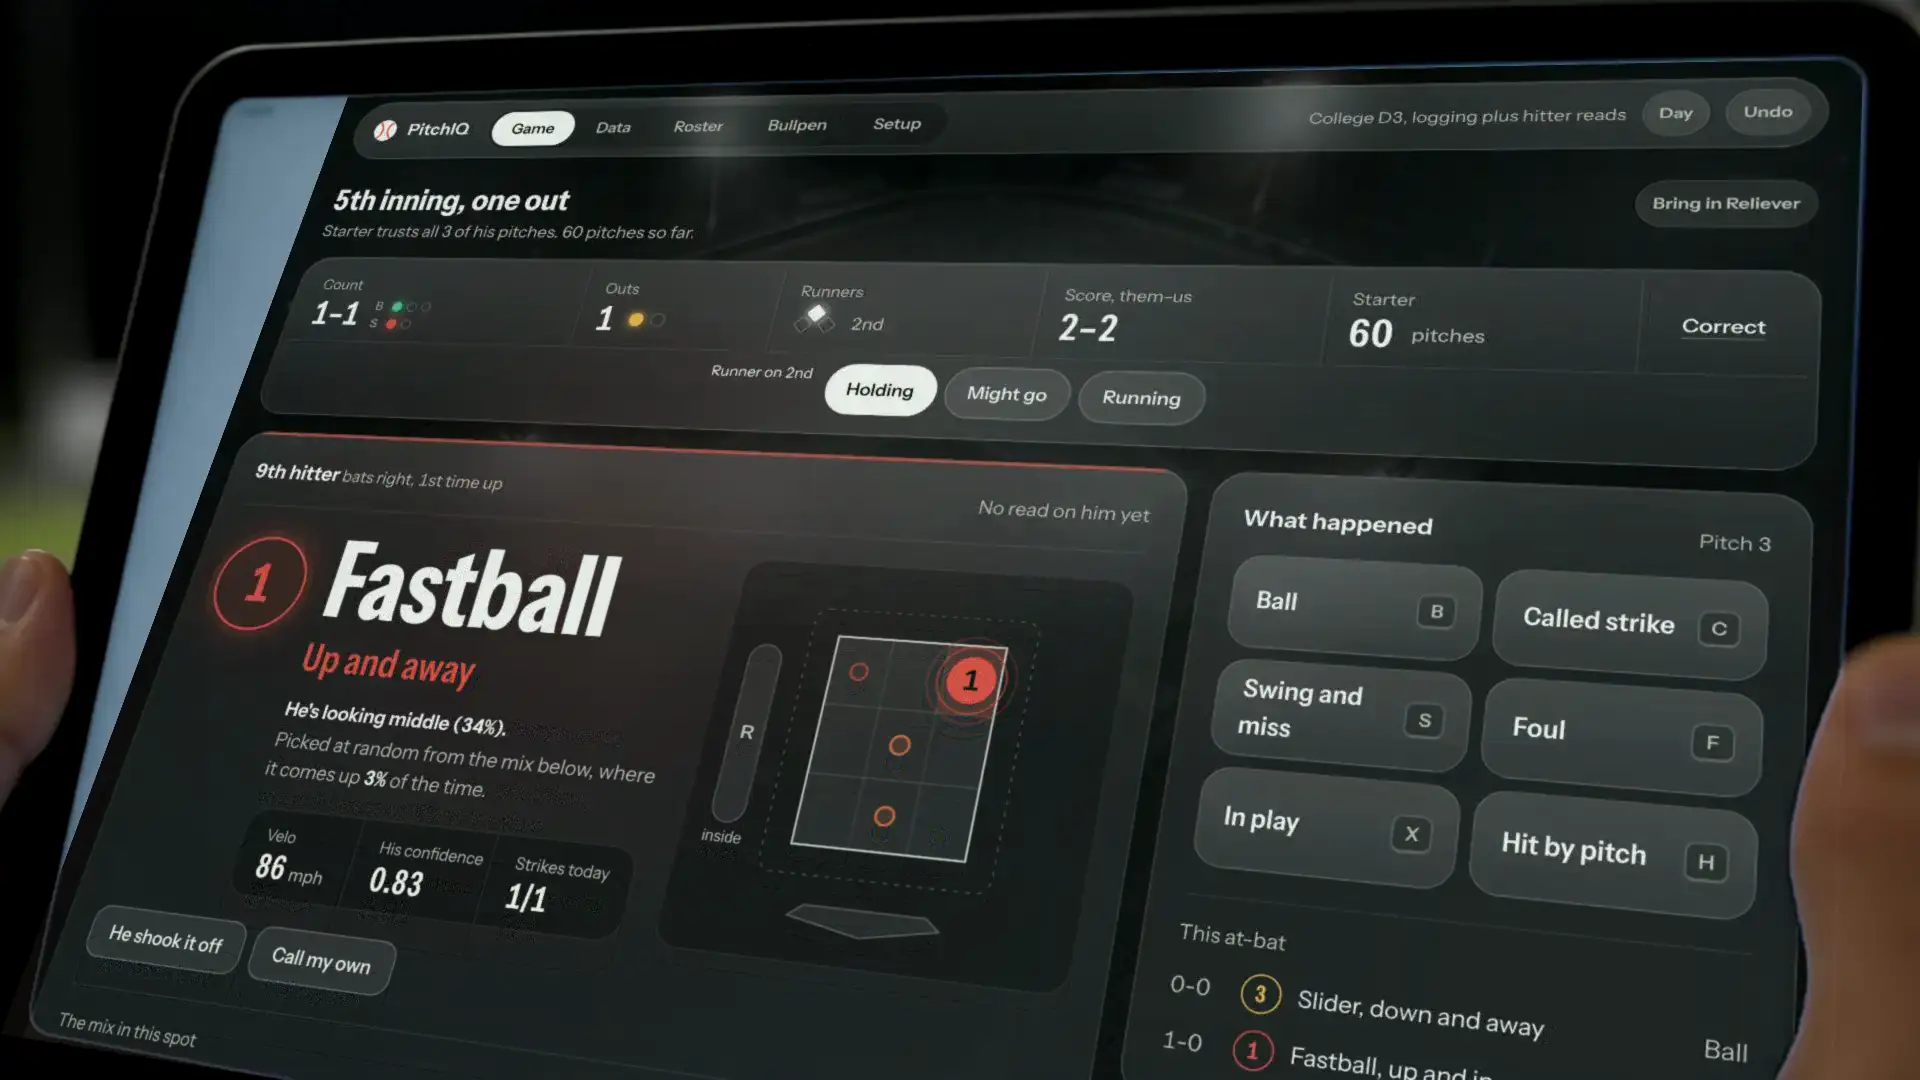 PitchIQ Game Data Roster Bullpen Setup College D3, logging plus hitter reads Day Undo
5th inning, one out
Starter trusts all 3 of his pitches. 60 pitches so far.
Bring in Reliever
Count
1-1
B
S
Outs
1
Runners
2nd
Score, them-us
2-2
Starter
60 pitches
Correct
Runner on 2nd Holding Might go Running
9th hitter bats right, 1st time up
No read on him yet
1 Fastball
Up and away
He's looking middle (34%).
Picked at random from the mix below, where
it comes up 3% of the time.
Velo
86 mph
His confidence
0.83
Strikes today
1/1
He shook it off Call my own
The mix in this spot
1
R
inside
What happened
Pitch 3
Ball B
Called strike C
Swing and
miss S
Foul F
In play X
Hit by pitch H
This at-bat
0-0 3 Slider, down and away Ball
1-0 1 Fastball, up and in